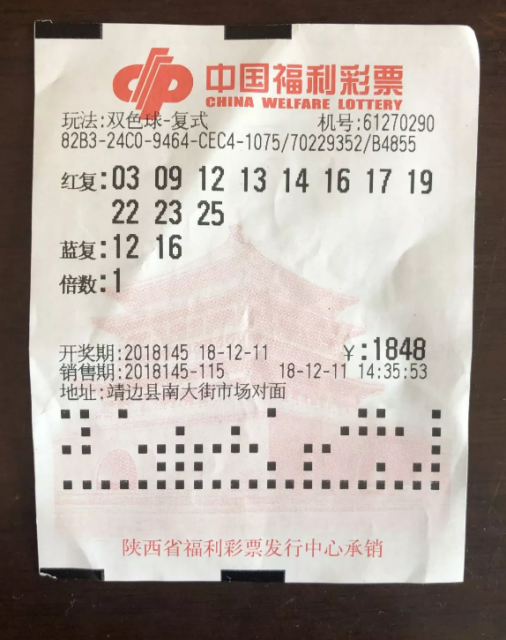 中国福利彩票
CHINA WELFARE LOTTERY
玩法:双色球-复式 机号:61270290
82B3-24C0-9464-CEC4-1075/70229352/B4855
红复:03 09 12 13 14 16 17 19
22 23 25
蓝复:12 16
倍数:1
开奖期:2018145 18-12-11 ￥:1848
销售期:2018145-115 18-12-11 14:35:53
地址:靖边县南大街市场对面
陕西省福利彩票发行中心承销